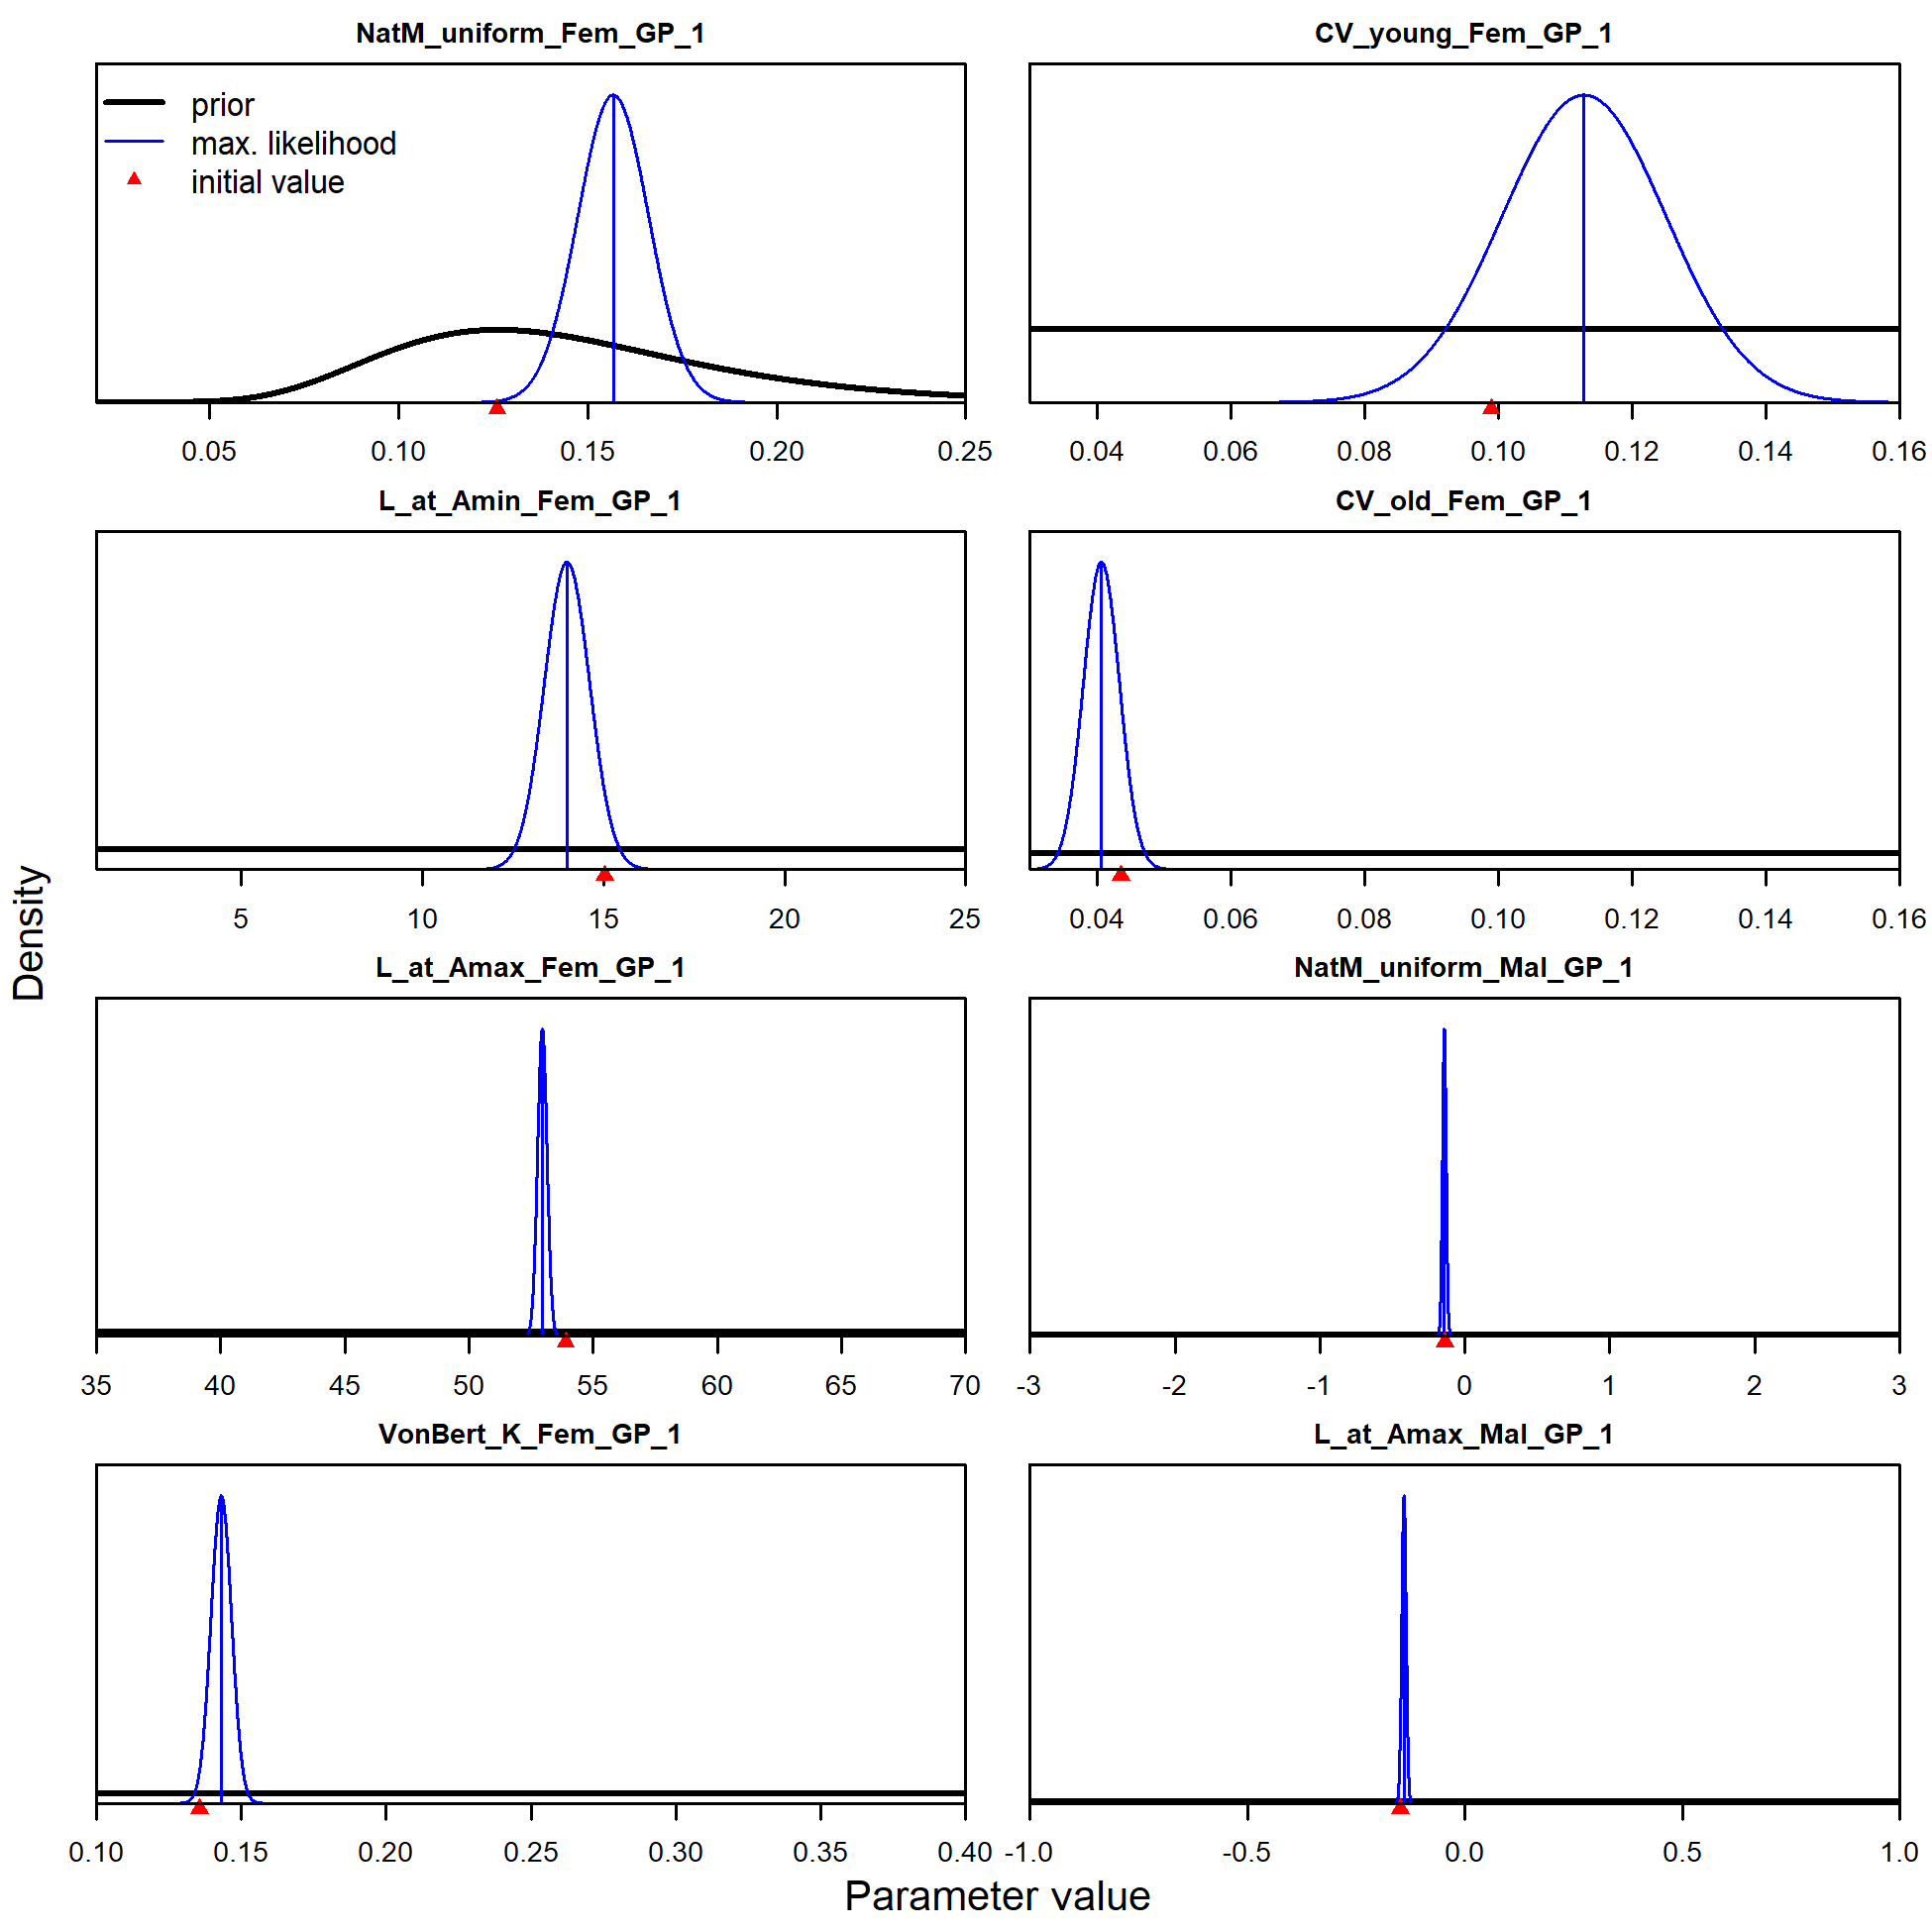 NatM_uniform_Fem_GP_1
prior
max. likelihood
initial value
0.05 0.10 0.15 0.20 0.25
CV_young_Fem_GP_1
0.04 0.06 0.08 0.10 0.12 0.14 0.16
L_at_Amin_Fem_GP_1
5 10 15 20 25
CV_old_Fem_GP_1
0.04 0.06 0.08 0.10 0.12 0.14 0.16
Density
L_at_Amax_Fem_GP_1
35 40 45 50 55 60 65 70
NatM_uniform_Mal_GP_1
-3 -2 -1 0 1 2 3
VonBert_K_Fem_GP_1
0.10 0.15 0.20 0.25 0.30 0.35 0.40
L_at_Amax_Mal_GP_1
-1.0 -0.5 0.0 0.5 1.0
Parameter value